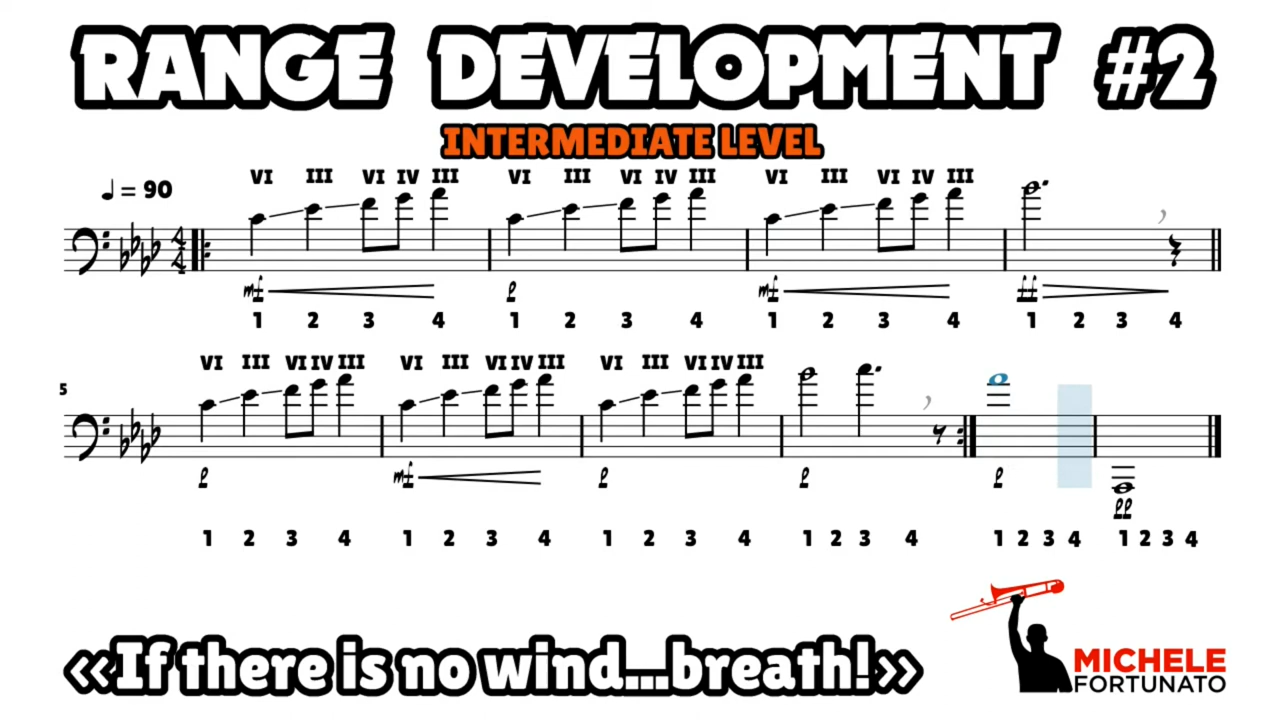 RANGE DEVELOPMENT #2
INTERMEDIATE LEVEL
♩ = 90
VI III VI IV III VI III VI IV III VI III VI IV III
4
4
mf p mf ff
1 2 3 4 1 2 3 4 1 2 3 4 1 2 3 4
5
VI III VI IV III VI III VI IV III VI III VI IV III
p mf p p p
pp
1 2 3 4 1 2 3 4 1 2 3 4 1 2 3 4 1 2 3 4 1 2 3 4
«If there is no wind...breath!»
MICHELE
FORTUNATO